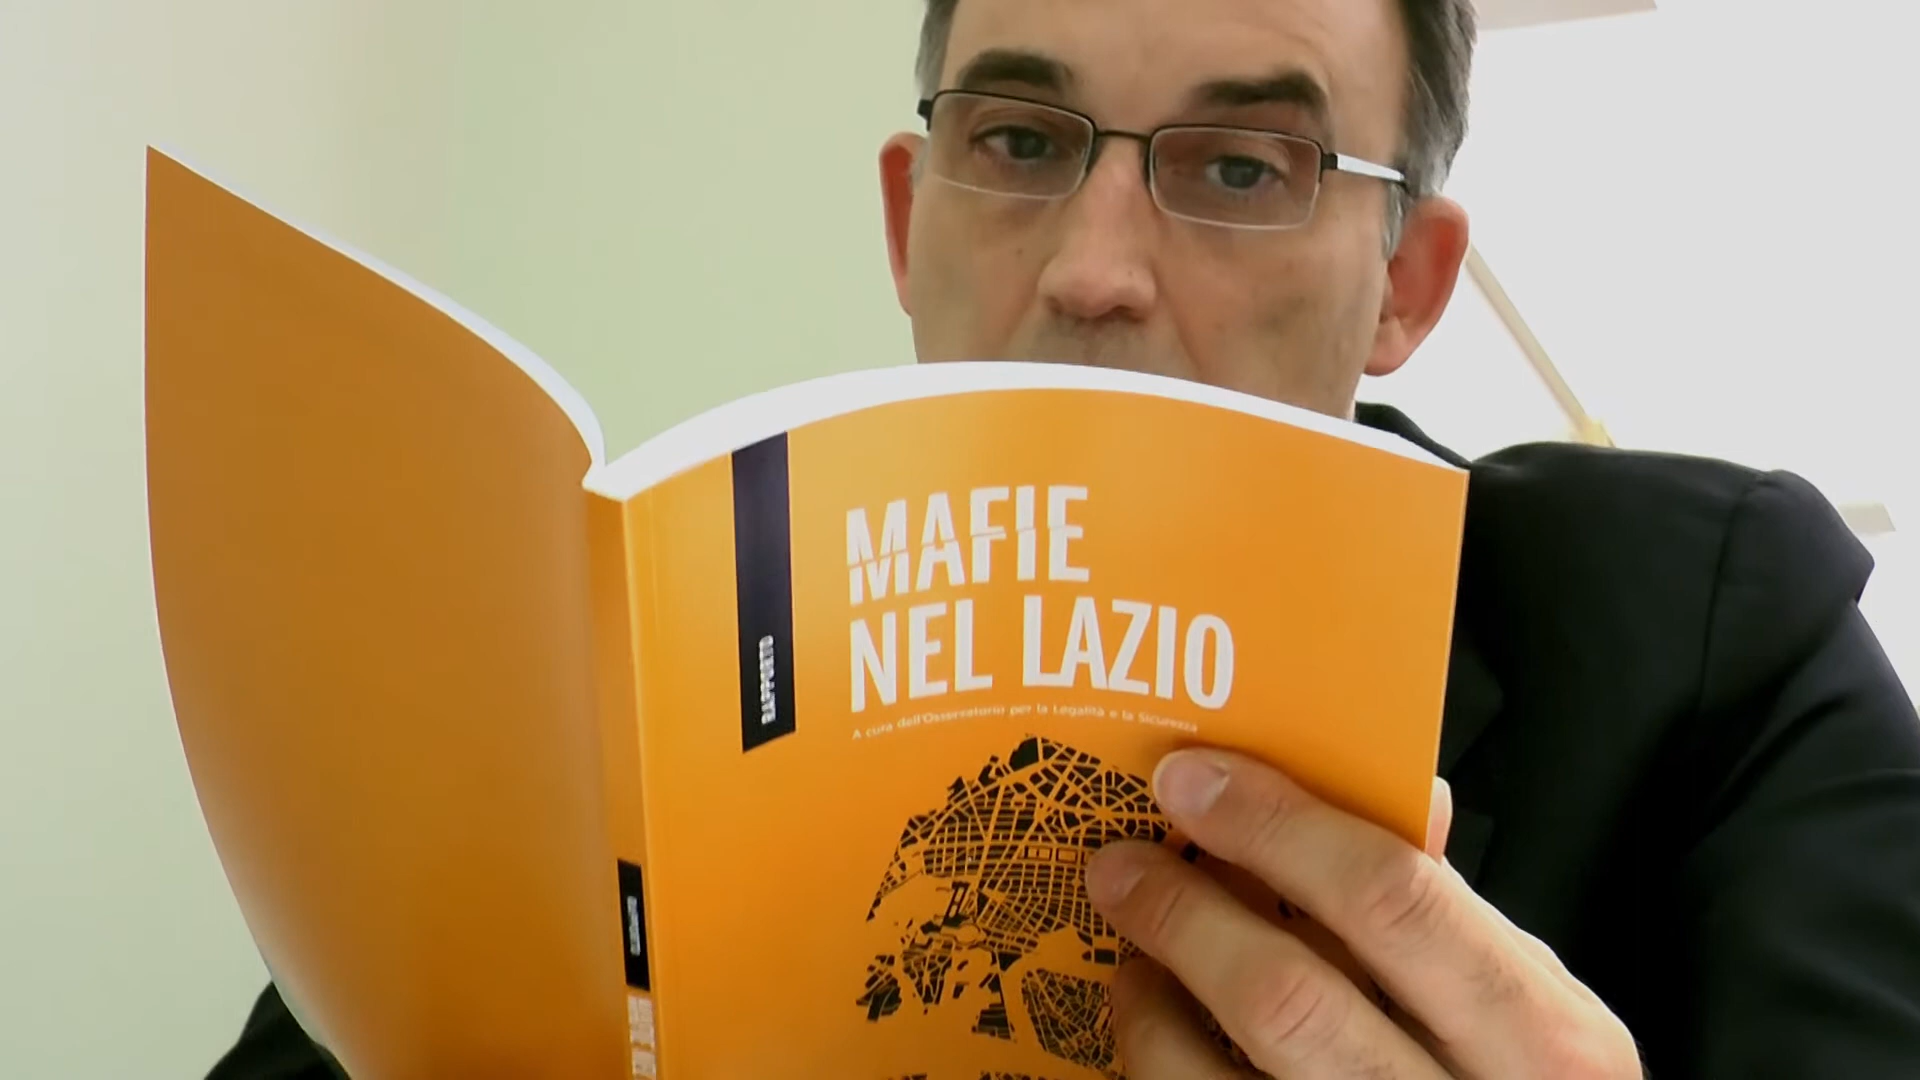 RAPPORTO
MAFIE
NEL LAZIO
A cura dell'Osservatorio per la Legalità e la Sicurezza